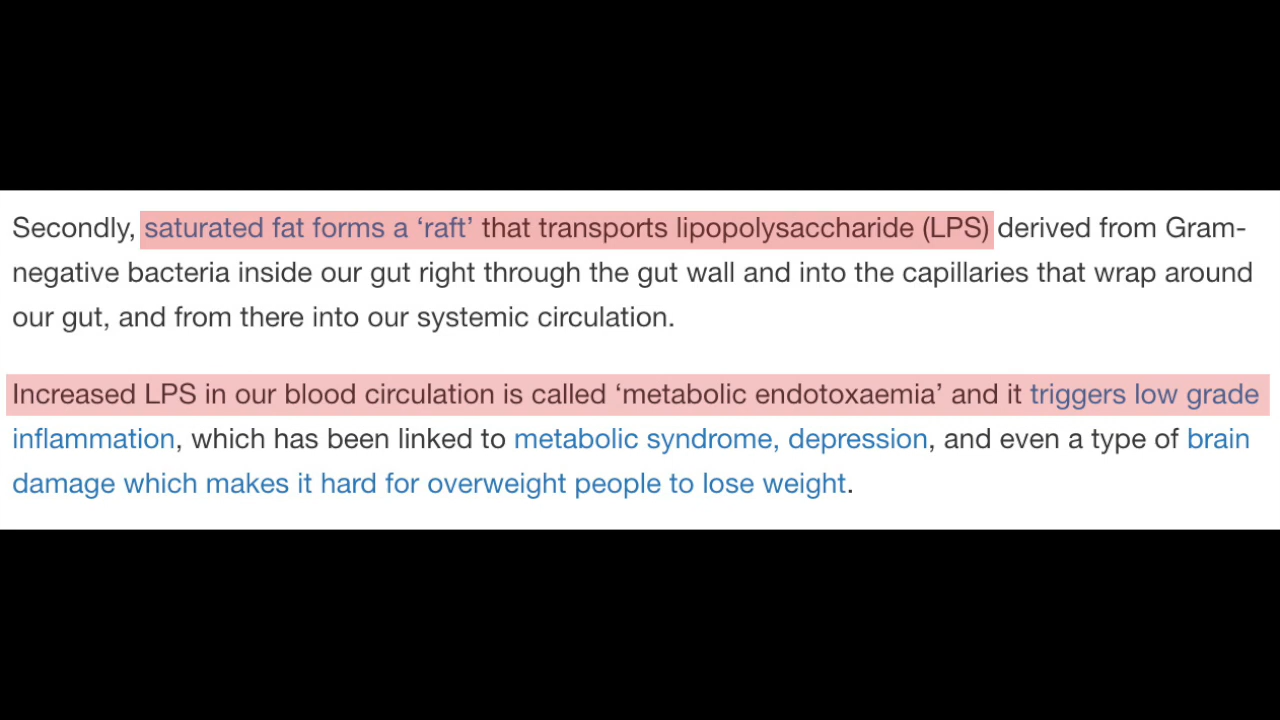 Secondly, saturated fat forms a ‘raft’ that transports lipopolysaccharide (LPS) derived from Gram-
negative bacteria inside our gut right through the gut wall and into the capillaries that wrap around
our gut, and from there into our systemic circulation.
Increased LPS in our blood circulation is called ‘metabolic endotoxaemia’ and it triggers low grade
inflammation, which has been linked to metabolic syndrome, depression, and even a type of brain
damage which makes it hard for overweight people to lose weight.